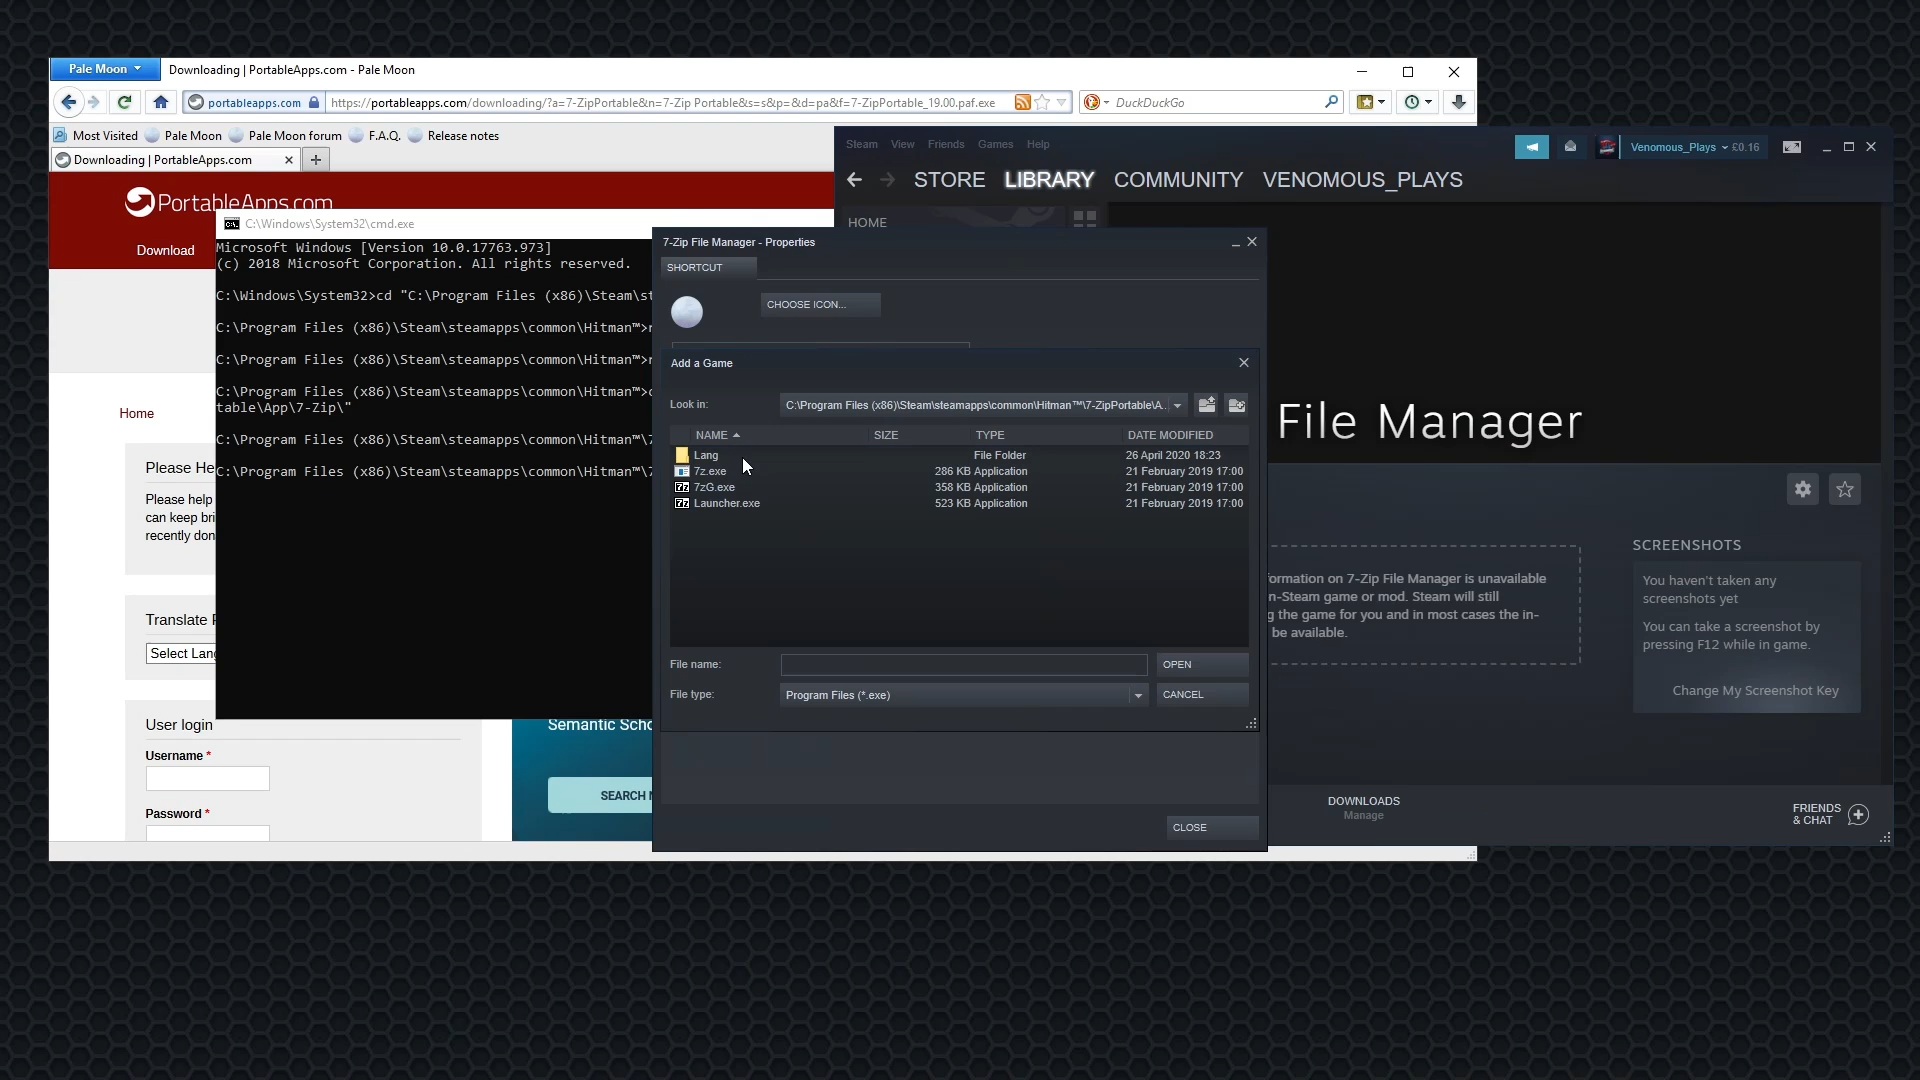 Pale Moon
Downloading | PortableApps.com - Pale Moon
portableapps.com
https://portableapps.com/downloading/?a=7-ZipPortable&n=7-Zip Portable&s=s&p=&d=pa&f=7-ZipPortable_19.00.paf.exe
DuckDuckGo
Most Visited
Pale Moon
Pale Moon forum
F.A.Q.
Release notes
Downloading | PortableApps.com
PortableApps.com
Download
Home
Please He
Please help
can keep bri
recently don
Translate
Select Lang
User login
Username *
Password *
Semantic Scho
SEARCH
C:\Windows\System32\cmd.exe
Microsoft Windows [Version 10.0.17763.973]
(c) 2018 Microsoft Corporation. All rights reserved.
C:\Windows\System32>cd "C:\Program Files (x86)\Steam\st
C:\Program Files (x86)\Steam\steamapps\common\Hitman™>
C:\Program Files (x86)\Steam\steamapps\common\Hitman™>
C:\Program Files (x86)\Steam\steamapps\common\Hitman™>
table\App\7-Zip\"
C:\Program Files (x86)\Steam\steamapps\common\Hitman™\7
C:\Program Files (x86)\Steam\steamapps\common\Hitman™\7
Steam
View
Friends
Games
Help
Venomous_Plays
£0.16
STORE
LIBRARY
COMMUNITY
VENOMOUS_PLAYS
HOME
7-Zip File Manager - Properties
SHORTCUT
CHOOSE ICON...
Add a Game
Look in:
C:\Program Files (x86)\Steam\steamapps\common\Hitman™\7-ZipPortable\A..
NAME
SIZE
TYPE
DATE MODIFIED
Lang
File Folder
26 April 2020 18:23
7z.exe
286 KB
Application
21 February 2019 17:00
7zG.exe
358 KB
Application
21 February 2019 17:00
Launcher.exe
523 KB
Application
21 February 2019 17:00
File name:
OPEN
File type:
Program Files (*.exe)
CANCEL
CLOSE
File Manager
ormation on 7-Zip File Manager is unavailable
n-Steam game or mod. Steam will still
g the game for you and in most cases the in-
be available.
SCREENSHOTS
You haven't taken any
screenshots yet
You can take a screenshot by
pressing F12 while in game.
Change My Screenshot Key
DOWNLOADS
Manage
FRIENDS
& CHAT